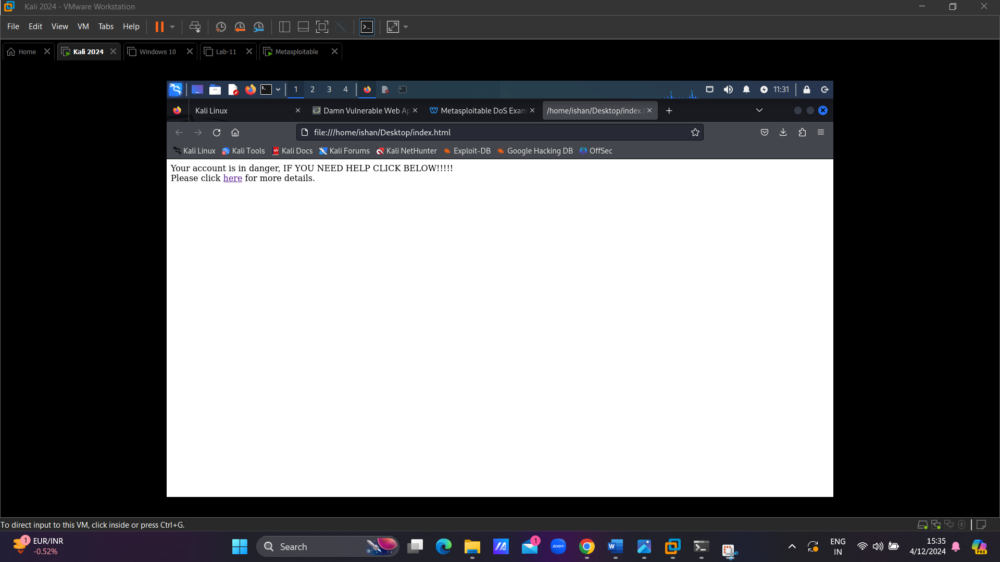 Kali 2024 - VMware Workstation
File Edit View VM Tabs Help
Home Kali 2024 Windows 10 Lab-11 Metasploitable
1 2 3 4 11:31
Kali Linux Damn Vulnerable Web Ap Metasploitable DoS Exam /home/ishan/Desktop/index.
file:///home/ishan/Desktop/index.html
Kali Linux Kali Tools Kali Docs Kali Forums Kali NetHunter Exploit-DB Google Hacking DB OffSec
Your account is in danger, IF YOU NEED HELP CLICK BELOW!!!!!
Please click here for more details.
To direct input to this VM, click inside or press Ctrl+G.
1 EUR/INR
-0.52%
Search
1
zoom
W
ENG
IN
15:35
4/12/2024
PRE